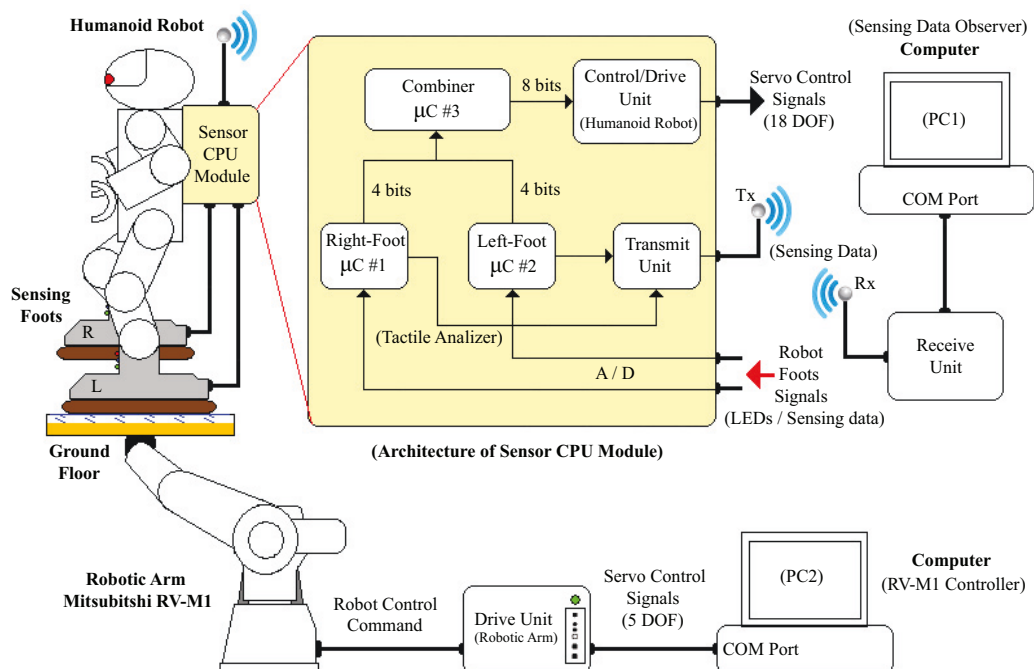 Humanoid Robot
Sensor
CPU
Module
Sensing
Foots
R
L
Ground
Floor
Combiner
µC #3
8 bits
Control/Drive
Unit
(Humanoid Robot)
Servo Control
Signals
(18 DOF)
4 bits
4 bits
Right-Foot
µC #1
Left-Foot
µC #2
Transmit
Unit
Tx
(Sensing Data)
(Tactile Analizer)
A / D
Robot
Foots
Signals
(LEDs / Sensing data)
(Architecture of Sensor CPU Module)
(Sensing Data Observer)
Computer
(PC1)
COM Port
Rx
Receive
Unit
Robotic Arm
Mitsubitshi RV-M1
Robot Control
Command
Drive Unit
(Robotic Arm)
Servo Control
Signals
(5 DOF)
(PC2)
COM Port
Computer
(RV-M1 Controller)